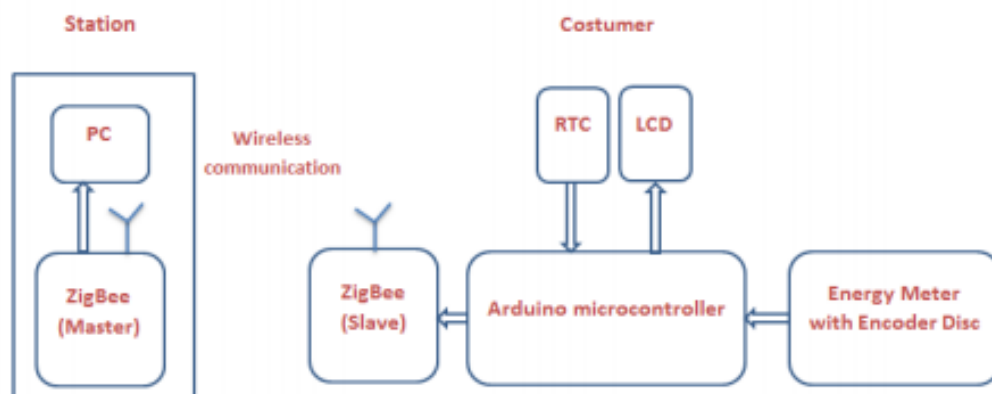 Station
Costumer
PC
Wireless
communication
RTC
LCD
ZigBee
(Master)
ZigBee
(Slave)
Arduino microcontroller
Energy Meter
with Encoder Disc